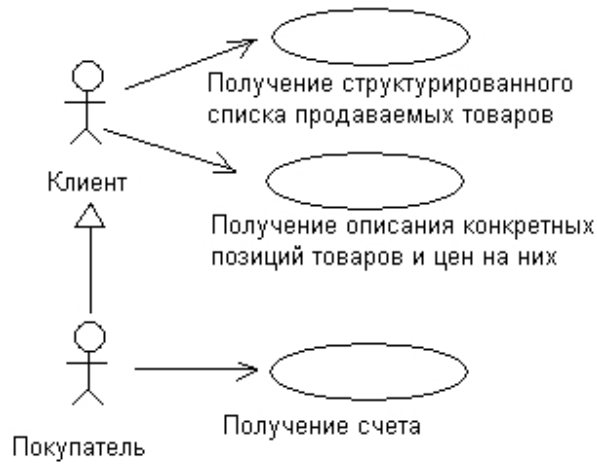 Получение структурированного
списка продаваемых товаров
Клиент
Получение описания конкретных
позиций товаров и цен на них
Получение счета
Покупатель